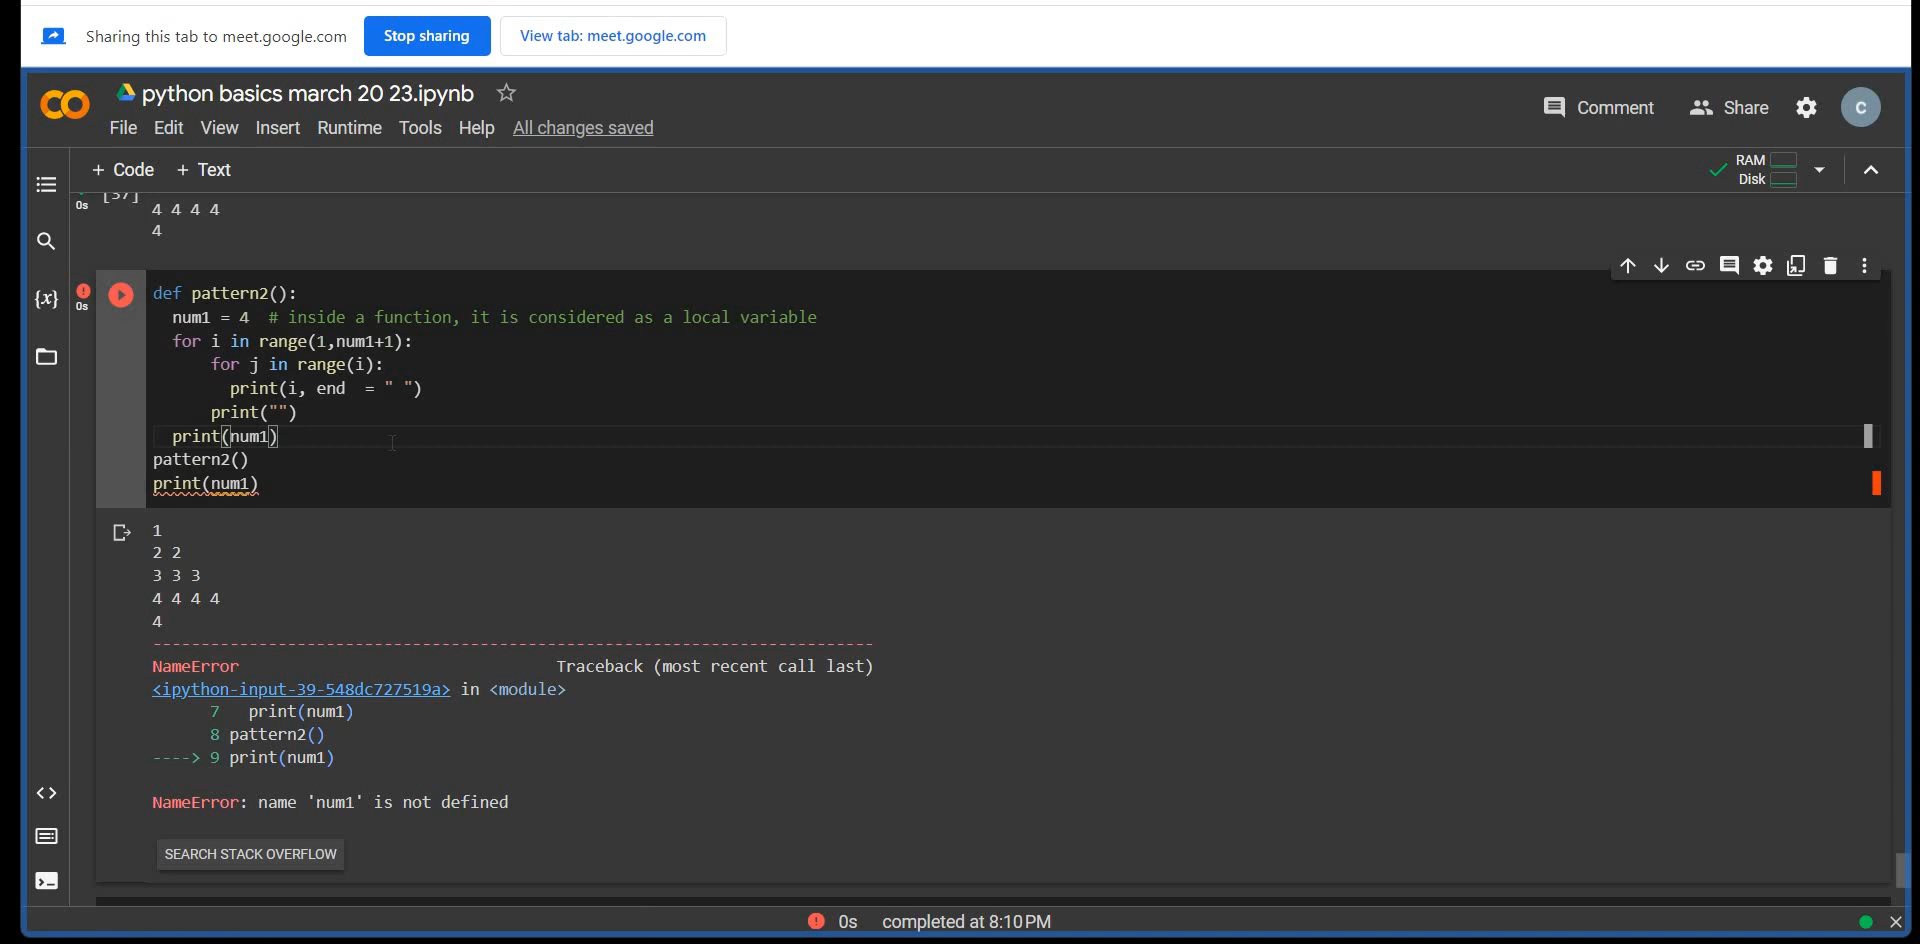 Sharing this tab to meet.google.com Stop sharing View tab: meet.google.com
python basics march 20 23.ipynb
File Edit View Insert Runtime Tools Help All changes saved
Comment Share C
+ Code + Text
RAM
Disk
0s [37]
4 4 4 4
4
0s
def pattern2():
  num1 = 4  # inside a function, it is considered as a local variable
  for i in range(1,num1+1):
      for j in range(i):
        print(i, end  = " ")
      print("")
  print(num1)
pattern2()
print(num1)
1
2 2
3 3 3
4 4 4 4
4
---------------------------------------------------------------------------
NameError                                 Traceback (most recent call last)
<ipython-input-39-548dc727519a> in <module>
      7   print(num1)
      8 pattern2()
----> 9 print(num1)
NameError: name 'num1' is not defined
SEARCH STACK OVERFLOW
0s completed at 8:10 PM